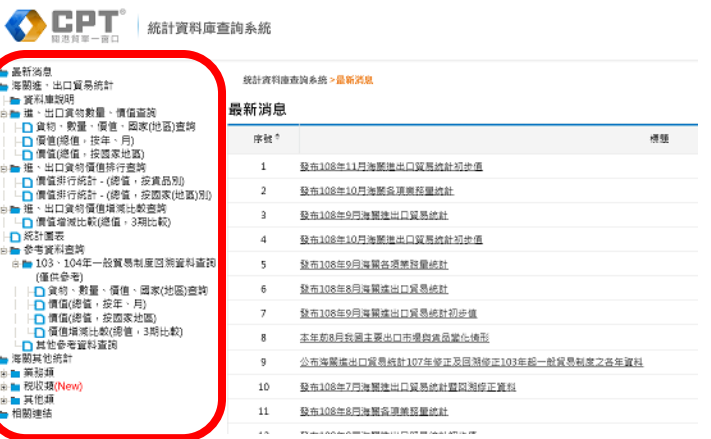 CPT
關港貿單一窗口
統計資料庫查詢系統
最新消息
海關進、出口貿易統計
資料庫說明
進、出口貨物數量、價值查詢
貨物、數量、價值、國家(地區)查詢
價值(總值，按年、月)
價值(總值，按國家地區)
進、出口貨物價值排行查詢
價值排行統計 - (總值，按貨品別)
價值排行統計 - (總值，按國家(地區)別)
進、出口貨物價值增減比較查詢
價值增減比較(總值，3期比較)
統計圖表
參考資料查詢
103、104年一般貿易制度回溯資料查詢
(僅供參考)
貨物、數量、價值、國家(地區)查詢
價值(總值，按年、月)
價值(總值，按國家地區)
價值增減比較(總值，3期比較)
其他參考資料查詢
海關其他統計
業務類
稅收類(New)
其他類
相關連結
統計資料庫查詢系統 >最新消息
最新消息
序號 標題
1 發布108年11月海關進出口貿易統計初步值
2 發布108年10月海關各項業務量統計
3 發布108年9月海關進出口貿易統計
4 發布108年10月海關進出口貿易統計初步值
5 發布108年9月海關各項業務量統計
6 發布108年8月海關進出口貿易統計
7 發布108年9月海關進出口貿易統計初步值
8 本年前8月我國主要出口市場與貨品變化情形
9 公布海關進出口貿易統計107年修正及回溯修正103年起一般貿易制度之各年資料
10 發布108年7月海關進出口貿易統計暨回溯修正資料
11 發布108年8月海關各項業務量統計